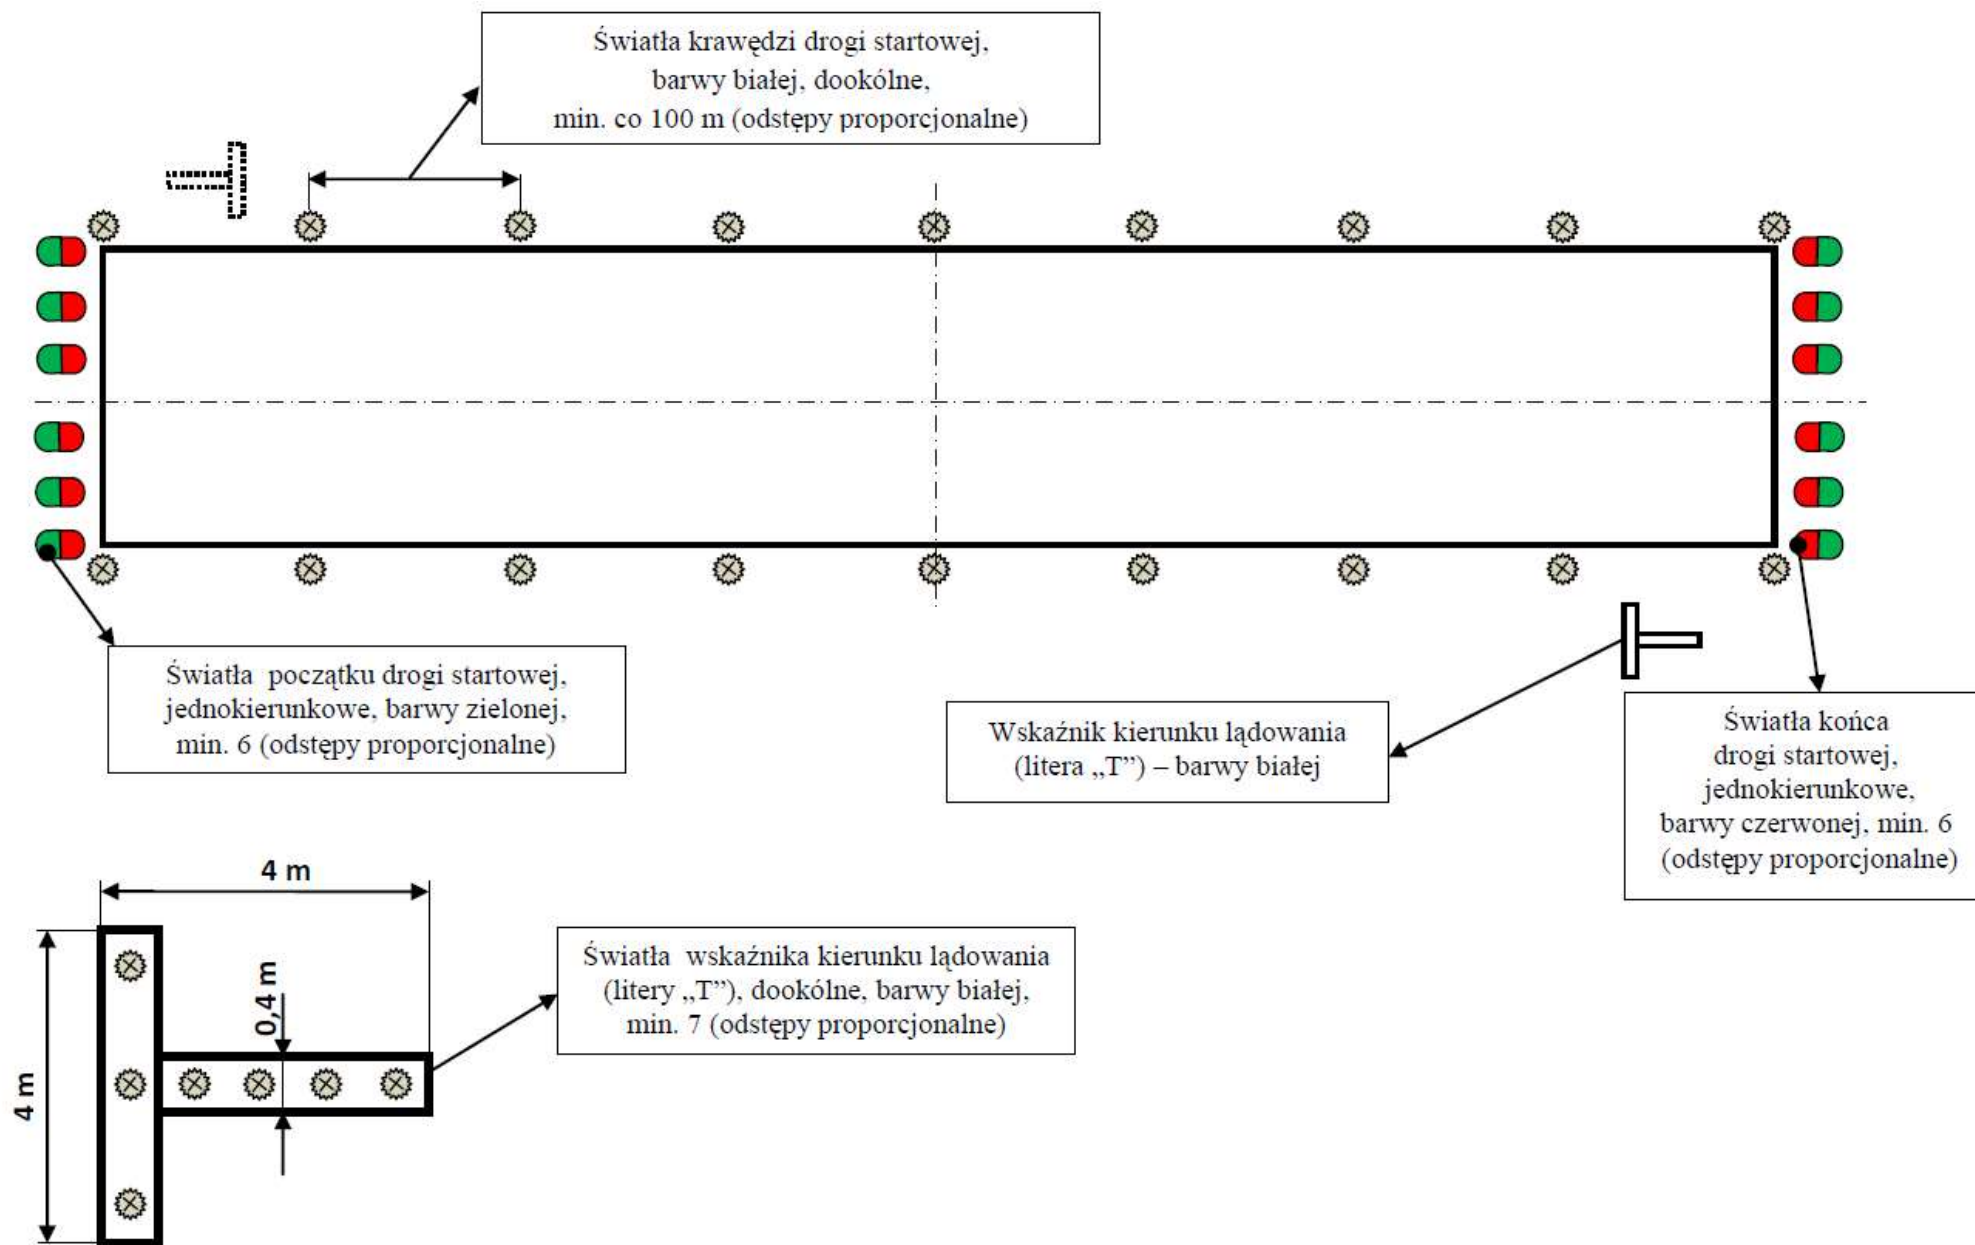 Światła krawędzi drogi startowej,
barwy białej, dookólne,
min. co 100 m (odstępy proporcjonalne)
Światła początku drogi startowej,
jednokierunkowe, barwy zielonej,
min. 6 (odstępy proporcjonalne)
Wskaźnik kierunku lądowania
(litera „T”) – barwy białej
Światła końca
drogi startowej,
jednokierunkowe,
barwy czerwonej, min. 6
(odstępy proporcjonalne)
4 m
4 m
0,4 m
Światła wskaźnika kierunku lądowania
(litery „T”), dookólne, barwy białej,
min. 7 (odstępy proporcjonalne)